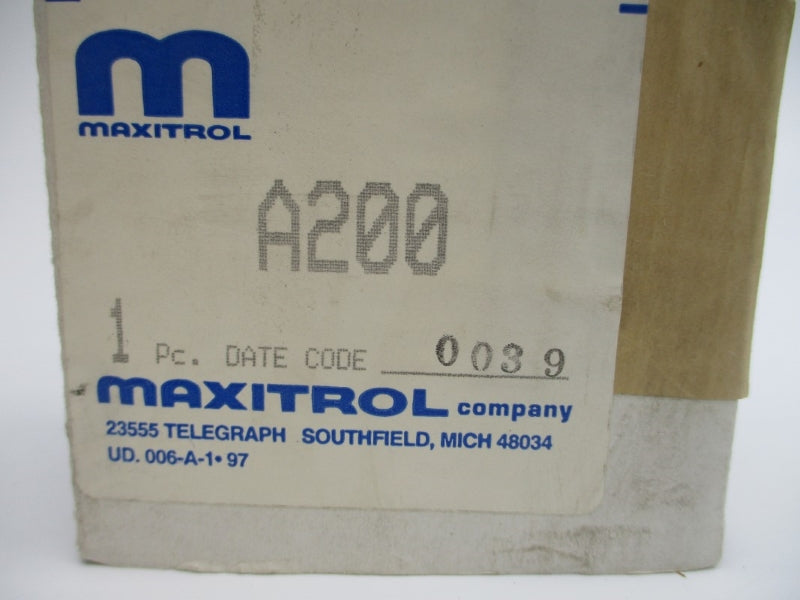 m
MAXITROL
A200
1 Pc. DATE CODE 0039
MAXITROL company
23555 TELEGRAPH SOUTHFIELD, MICH 48034
UD. 006-A-1• 97